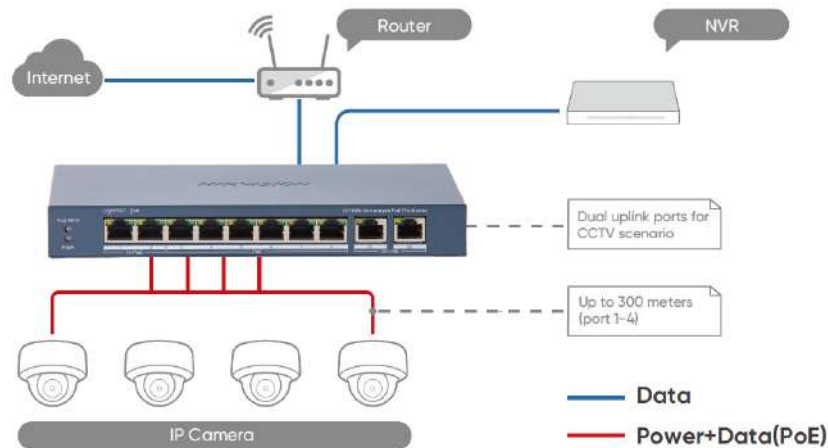 Router
NVR
Internet
HIKVISION
Dual uplink ports for
CCTV scenario
Up to 300 meters
(port 1-4)
IP Camera
Data
Power+Data(PoE)